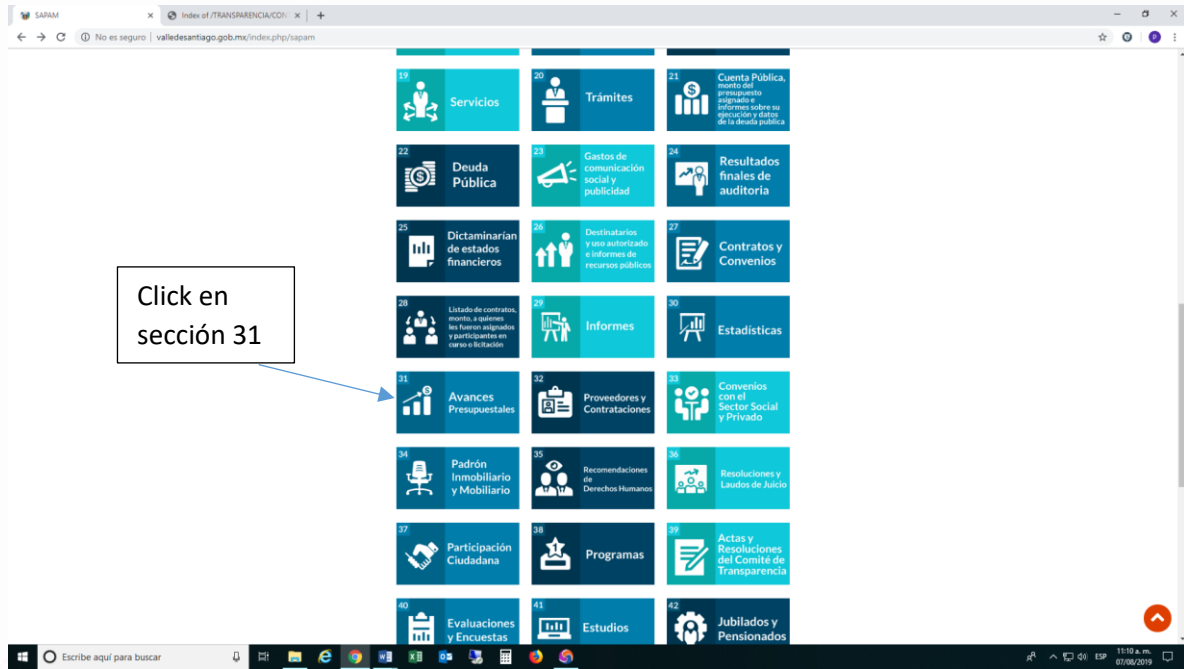 SAPAM
Index of /TRANSPARENCIA/CON
No es seguro | valledesantiago.gob.mx/index.php/sapam
19
Servicios
20
Trámites
21
Cuenta Pública,
monto del
presupuesto
asignado e
informes sobre su
ejecución y datos
de la deuda publica
22
Deuda
Pública
23
Gastos de
comunicación
social y
publicidad
24
Resultados
finales de
auditoria
25
Dictaminarían
de estados
financieros
26
Destinatarios
y uso autorizado
e informes de
recursos públicos
27
Contratos y
Convenios
Click en
sección 31
28
Listado de contratos,
monto, a quienes
les fueron asignados
y participantes en
curso o licitación
29
Informes
30
Estadísticas
31
Avances
Presupuestales
32
Proveedores y
Contrataciones
33
Convenios
con el
Sector Social
y Privado
34
Padrón
Inmobiliario
y Mobiliario
35
Recomendaciones
de
Derechos Humanos
36
Resoluciones y
Laudos de Juicio
37
Participación
Ciudadana
38
Programas
39
Actas y
Resoluciones
del Comité de
Transparencia
40
Evaluaciones
y Encuestas
41
Estudios
42
Jubilados y
Pensionados
Escribe aquí para buscar
ESP
11:10 a. m.
07/08/2019